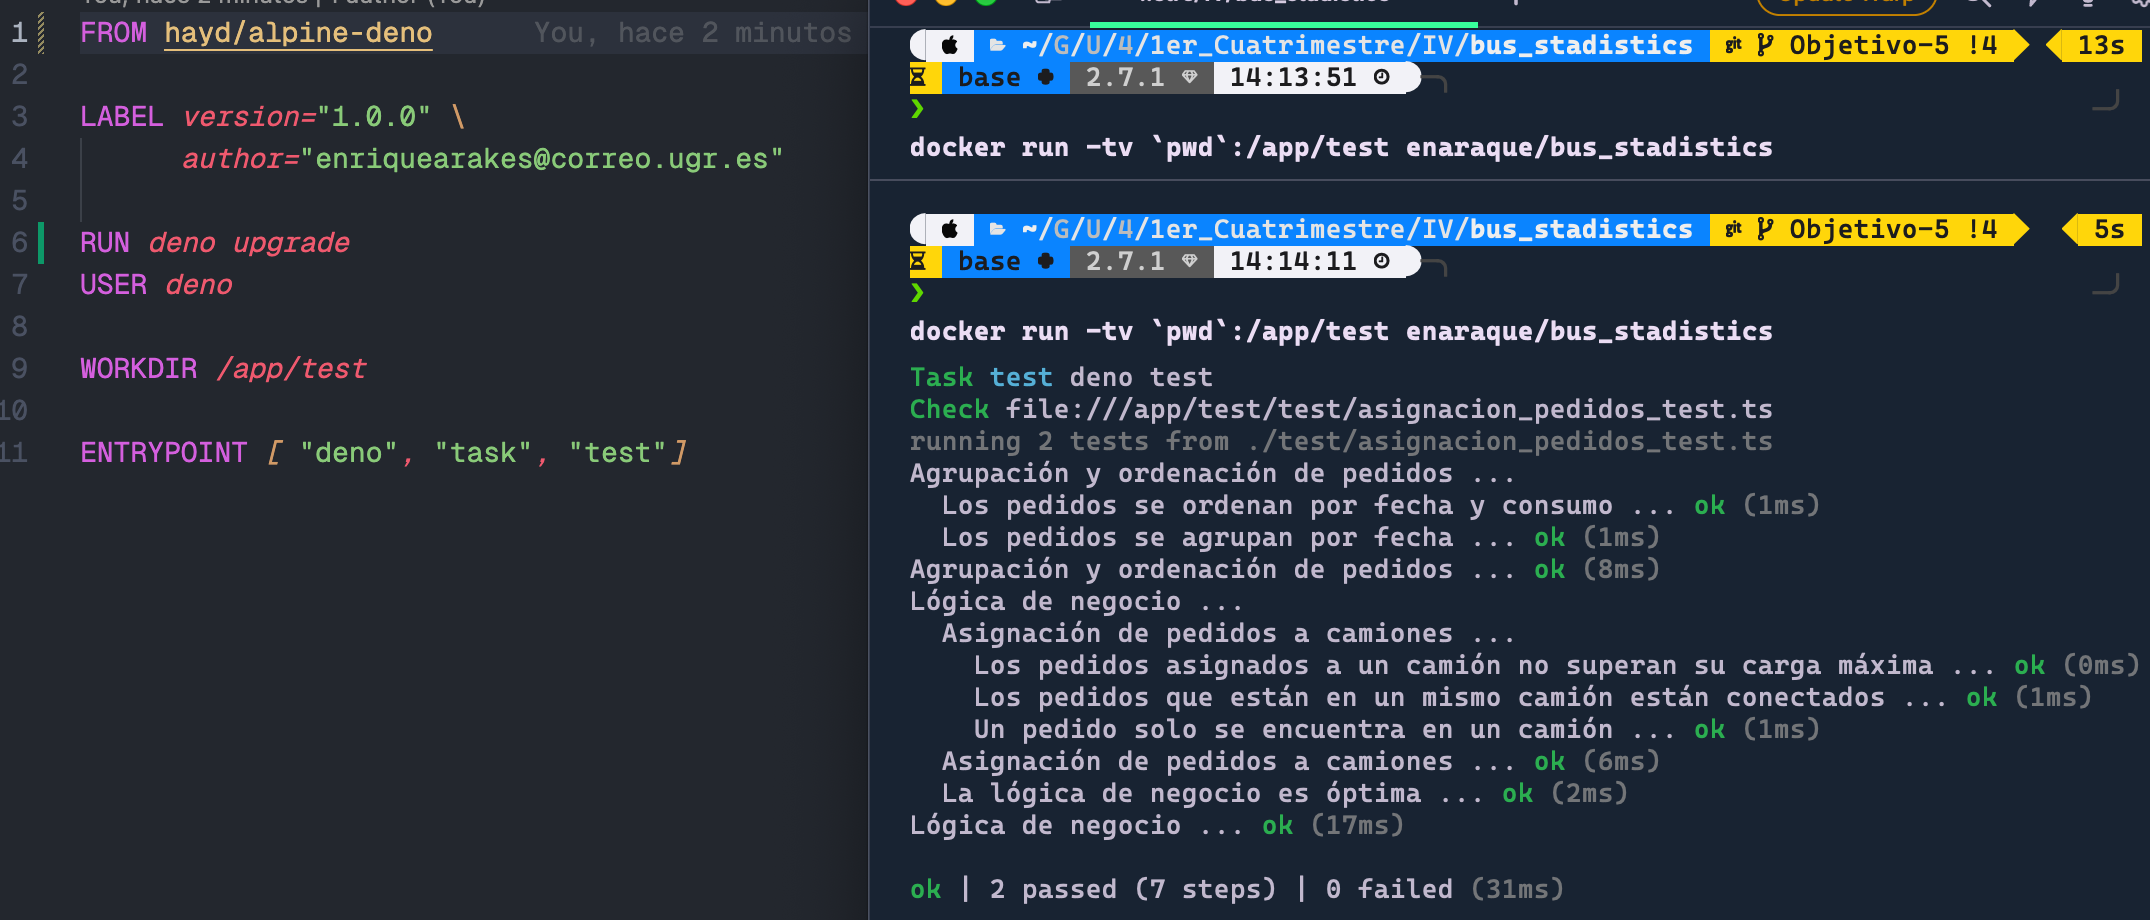 1 FROM hayd/alpine-deno You, hace 2 minutos
2
3 LABEL version="1.0.0" \
4 author="enriquearakes@correo.ugr.es"
5
6 RUN deno upgrade
7 USER deno
8
9 WORKDIR /app/test
10
11 ENTRYPOINT [ "deno", "task", "test"]
~/G/U/4/1er_Cuatrimestre/IV/bus_stadistics git Objetivo-5 !4 13s
base 2.7.1 14:13:51
❯
docker run -tv `pwd`:/app/test enaraque/bus_stadistics
~/G/U/4/1er_Cuatrimestre/IV/bus_stadistics git Objetivo-5 !4 5s
base 2.7.1 14:14:11
❯
docker run -tv `pwd`:/app/test enaraque/bus_stadistics
Task test deno test
Check file:///app/test/test/asignacion_pedidos_test.ts
running 2 tests from ./test/asignacion_pedidos_test.ts
Agrupación y ordenación de pedidos ...
Los pedidos se ordenan por fecha y consumo ... ok (1ms)
Los pedidos se agrupan por fecha ... ok (1ms)
Agrupación y ordenación de pedidos ... ok (8ms)
Lógica de negocio ...
Asignación de pedidos a camiones ...
Los pedidos asignados a un camión no superan su carga máxima ... ok (0ms)
Los pedidos que están en un mismo camión están conectados ... ok (1ms)
Un pedido solo se encuentra en un camión ... ok (1ms)
Asignación de pedidos a camiones ... ok (6ms)
La lógica de negocio es óptima ... ok (2ms)
Lógica de negocio ... ok (17ms)
ok | 2 passed (7 steps) | 0 failed (31ms)